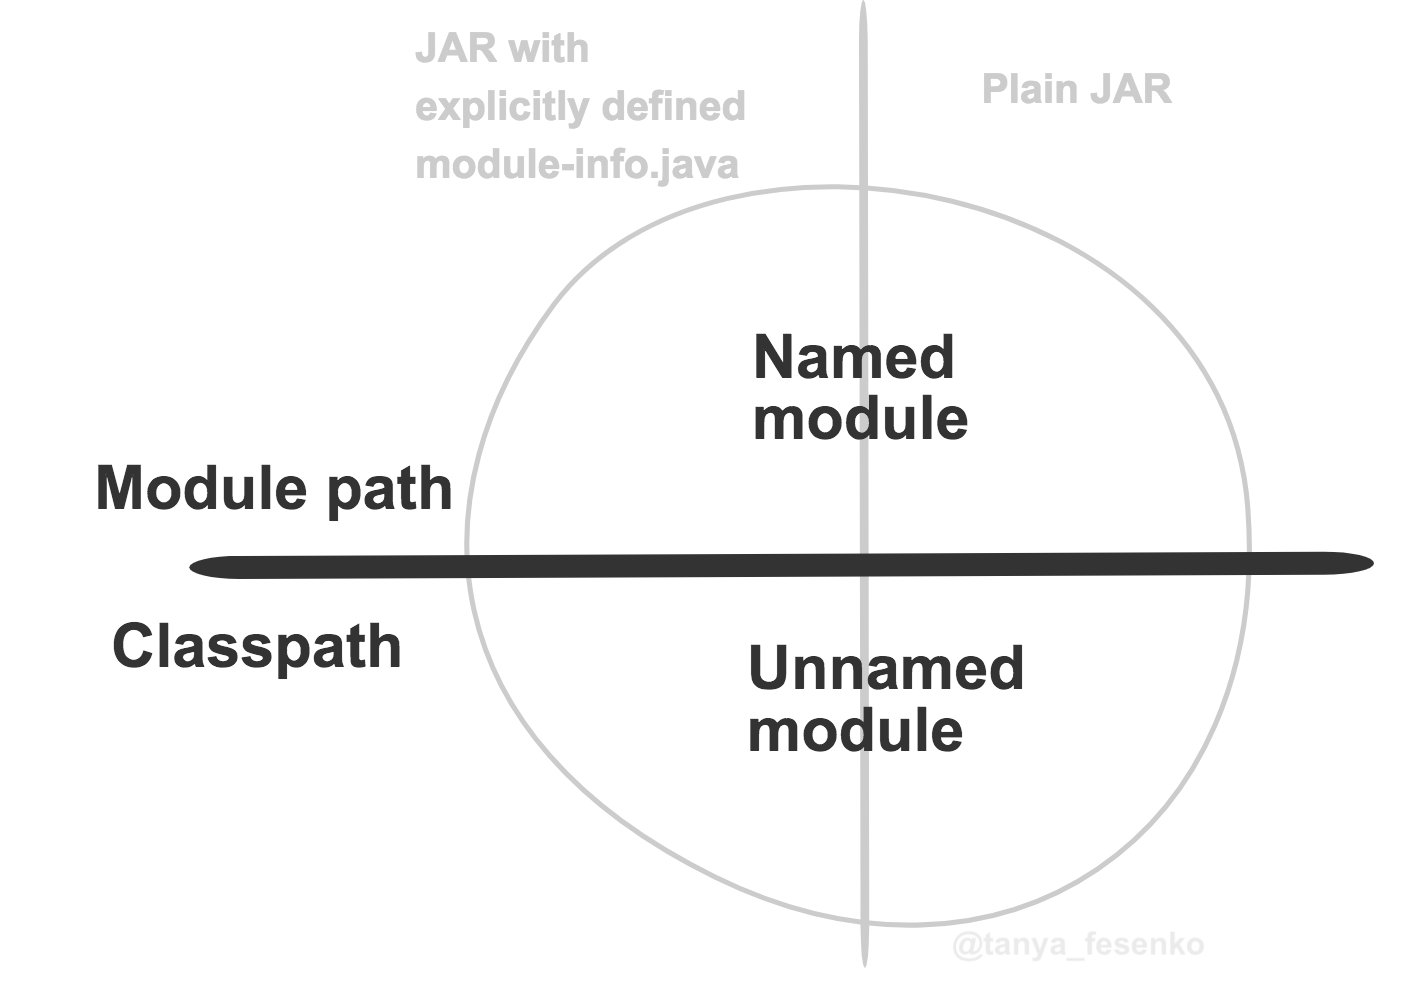 JAR with
explicitly defined
module-info.java
Plain JAR
Named
module
Module path
Classpath
Unnamed
module
@tanya_fesenko